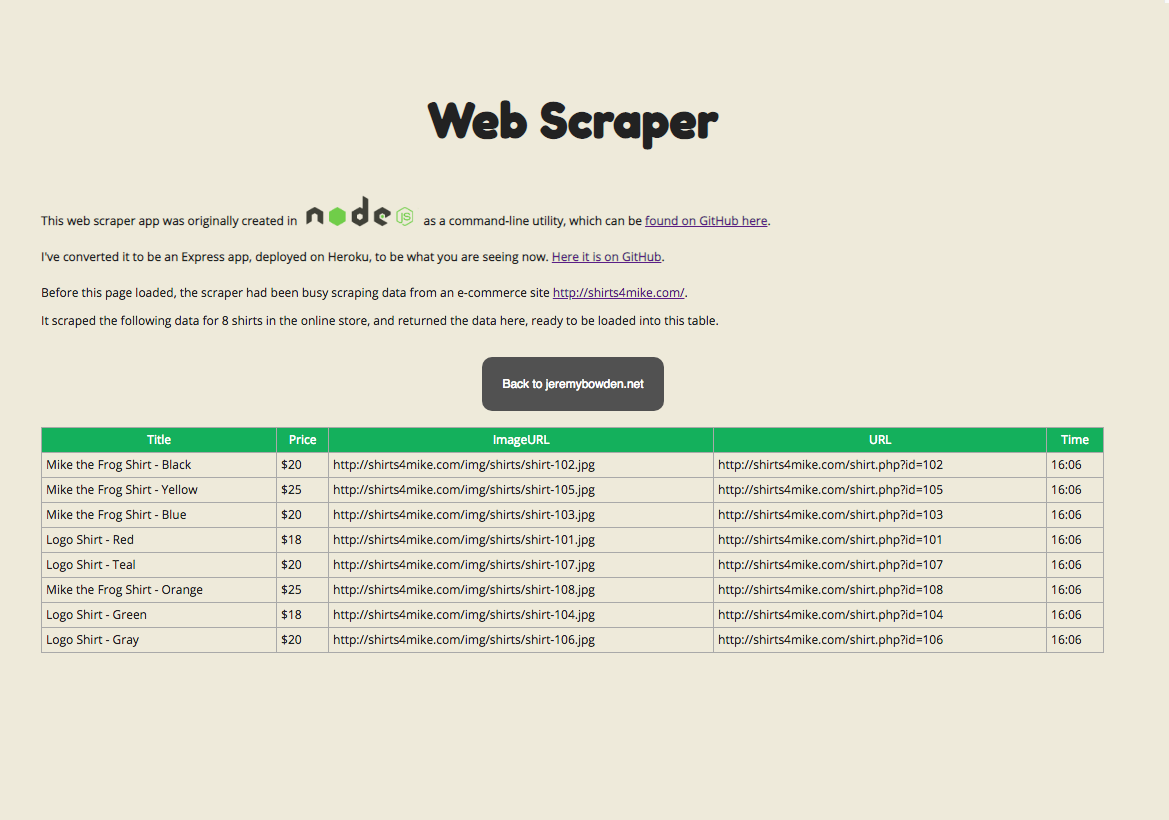 Web Scraper
This web scraper app was originally created in node JS as a command-line utility, which can be found on GitHub here.
I've converted it to be an Express app, deployed on Heroku, to be what you are seeing now. Here it is on GitHub.
Before this page loaded, the scraper had been busy scraping data from an e-commerce site http://shirts4mike.com/.
It scraped the following data for 8 shirts in the online store, and returned the data here, ready to be loaded into this table.
Back to jeremybowden.net
Title Price ImageURL URL Time
Mike the Frog Shirt - Black $20 http://shirts4mike.com/img/shirts/shirt-102.jpg http://shirts4mike.com/shirt.php?id=102 16:06
Mike the Frog Shirt - Yellow $25 http://shirts4mike.com/img/shirts/shirt-105.jpg http://shirts4mike.com/shirt.php?id=105 16:06
Mike the Frog Shirt - Blue $20 http://shirts4mike.com/img/shirts/shirt-103.jpg http://shirts4mike.com/shirt.php?id=103 16:06
Logo Shirt - Red $18 http://shirts4mike.com/img/shirts/shirt-101.jpg http://shirts4mike.com/shirt.php?id=101 16:06
Logo Shirt - Teal $20 http://shirts4mike.com/img/shirts/shirt-107.jpg http://shirts4mike.com/shirt.php?id=107 16:06
Mike the Frog Shirt - Orange $25 http://shirts4mike.com/img/shirts/shirt-108.jpg http://shirts4mike.com/shirt.php?id=108 16:06
Logo Shirt - Green $18 http://shirts4mike.com/img/shirts/shirt-104.jpg http://shirts4mike.com/shirt.php?id=104 16:06
Logo Shirt - Gray $20 http://shirts4mike.com/img/shirts/shirt-106.jpg http://shirts4mike.com/shirt.php?id=106 16:06